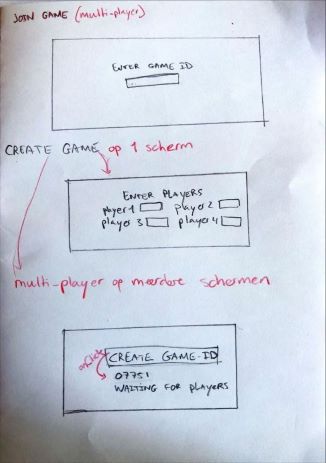 JOIN GAME (multi-player)
ENTER GAME ID
CREATE GAME op 1 scherm
ENTER PLAYERS
player 1 player 2
player 3 player 4
multi-player op meerdere schermen
onclick CREATE GAME-ID
07751
WAITING FOR PLAYERS